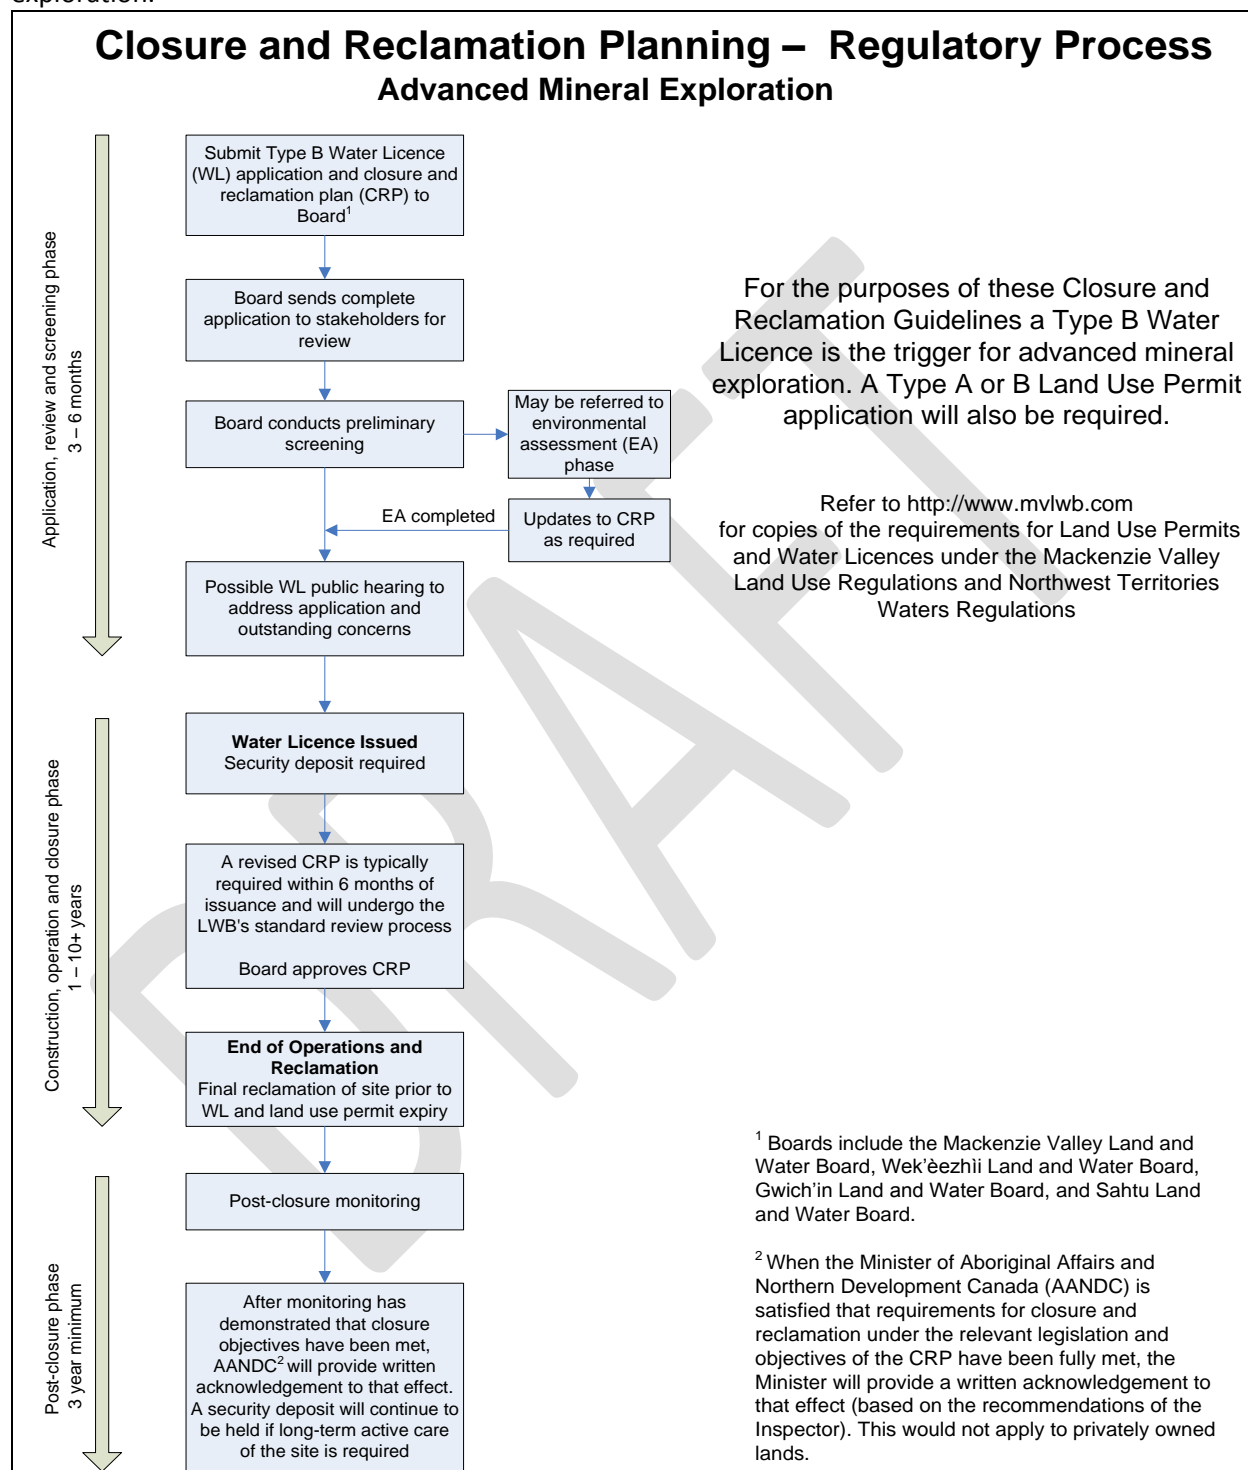 exploration.
Closure and Reclamation Planning – Regulatory Process
Advanced Mineral Exploration
Application, review and screening phase
3 – 6 months
Submit Type B Water Licence
(WL) application and closure and
reclamation plan (CRP) to
Board¹
Board sends complete
application to stakeholders for
review
Board conducts preliminary
screening
May be referred to
environmental
assessment (EA)
phase
EA completed
Updates to CRP
as required
Possible WL public hearing to
address application and
outstanding concerns
For the purposes of these Closure and
Reclamation Guidelines a Type B Water
Licence is the trigger for advanced mineral
exploration. A Type A or B Land Use Permit
application will also be required.
Refer to http://www.mvlwb.com
for copies of the requirements for Land Use Permits
and Water Licences under the Mackenzie Valley
Land Use Regulations and Northwest Territories
Waters Regulations
Construction, operation and closure phase
1 – 10+ years
Water Licence Issued
Security deposit required
A revised CRP is typically
required within 6 months of
issuance and will undergo the
LWB's standard review process
Board approves CRP
End of Operations and
Reclamation
Final reclamation of site prior to
WL and land use permit expiry
Post-closure phase
3 year minimum
Post-closure monitoring
After monitoring has
demonstrated that closure
objectives have been met,
AANDC² will provide written
acknowledgement to that effect.
A security deposit will continue to
be held if long-term active care
of the site is required
¹ Boards include the Mackenzie Valley Land and
Water Board, Wek’èezhìi Land and Water Board,
Gwich’in Land and Water Board, and Sahtu Land
and Water Board.
² When the Minister of Aboriginal Affairs and
Northern Development Canada (AANDC) is
satisfied that requirements for closure and
reclamation under the relevant legislation and
objectives of the CRP have been fully met, the
Minister will provide a written acknowledgement to
that effect (based on the recommendations of the
Inspector). This would not apply to privately owned
lands.
DRAFT